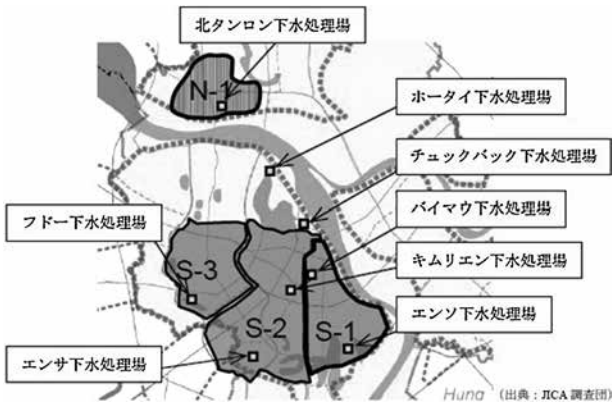 北タンロン下水処理場
N-1
ホータイ下水処理場
チュックバック下水処理場
バイマウ下水処理場
フドー下水処理場
S-3
キムリエン下水処理場
S-2
S-1
エンソ下水処理場
エンサ下水処理場
Hung
(出典:JICA 調査団)